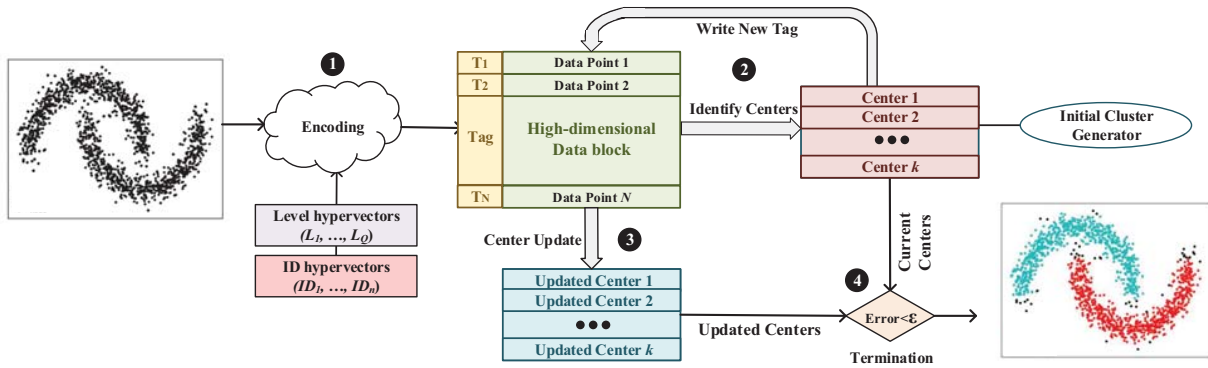 Write New Tag
1
Encoding
Level hypervectors
(L1, ..., LQ)
ID hypervectors
(ID1, ..., IDn)
T1
Data Point 1
T2
Data Point 2
Tag
High-dimensional
Data block
TN
Data Point N
2
Identify Centers
Center 1
Center 2
●●●
Center k
Initial Cluster
Generator
Center Update
3
Updated Center 1
Updated Center 2
●●●
Updated Center k
Updated Centers
Current
Centers
4
Error<ε
Termination